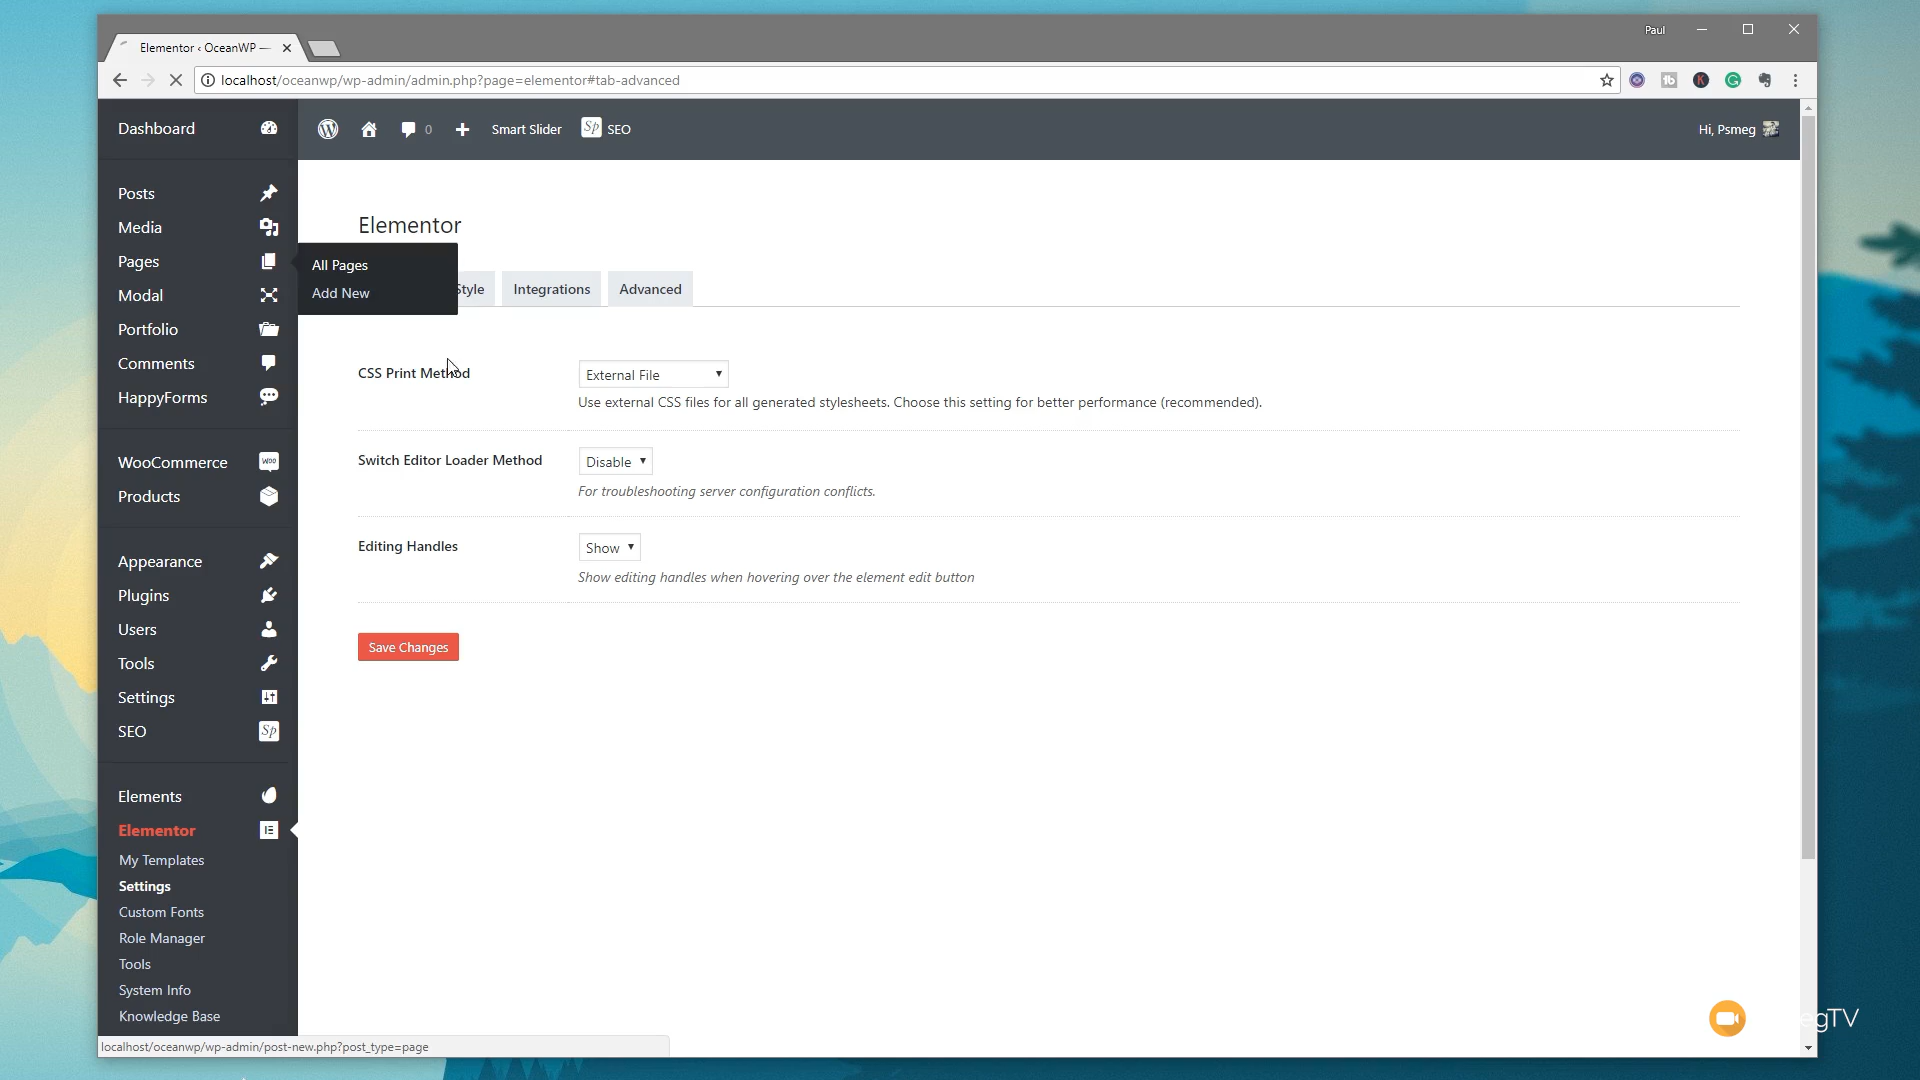 Paul
Elementor ‹ OceanWP —
localhost/oceanwp/wp-admin/admin.php?page=elementor#tab-advanced
Dashboard
0
Smart Slider
Sp SEO
Hi, Psmeg
Posts
Media
Pages
Modal
Portfolio
Comments
HappyForms
WooCommerce
Woo
Products
Appearance
Plugins
Users
Tools
Settings
SEO
Sp
Elements
Elementor
My Templates
Settings
Custom Fonts
Role Manager
Tools
System Info
Knowledge Base
All Pages
Add New
Elementor
Style
Integrations
Advanced
CSS Print Method
External File
Use external CSS files for all generated stylesheets. Choose this setting for better performance (recommended).
Switch Editor Loader Method
Disable
For troubleshooting server configuration conflicts.
Editing Handles
Show
Show editing handles when hovering over the element edit button
Save Changes
localhost/oceanwp/wp-admin/post-new.php?post_type=page
egTV